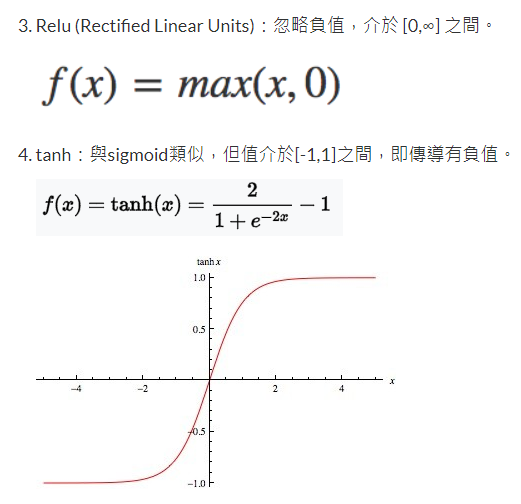 3. Relu (Rectified Linear Units)：忽略負值，介於 [0,∞] 之間。
f(x) = max(x, 0)
4. tanh：與sigmoid類似，但值介於[-1,1]之間，即傳導有負值。
f(x) = tanh(x) = 2 / (1 + e^{-2x}) − 1
tanh x
1.0
0.5
-4 -2 2 4 x
-0.5
-1.0